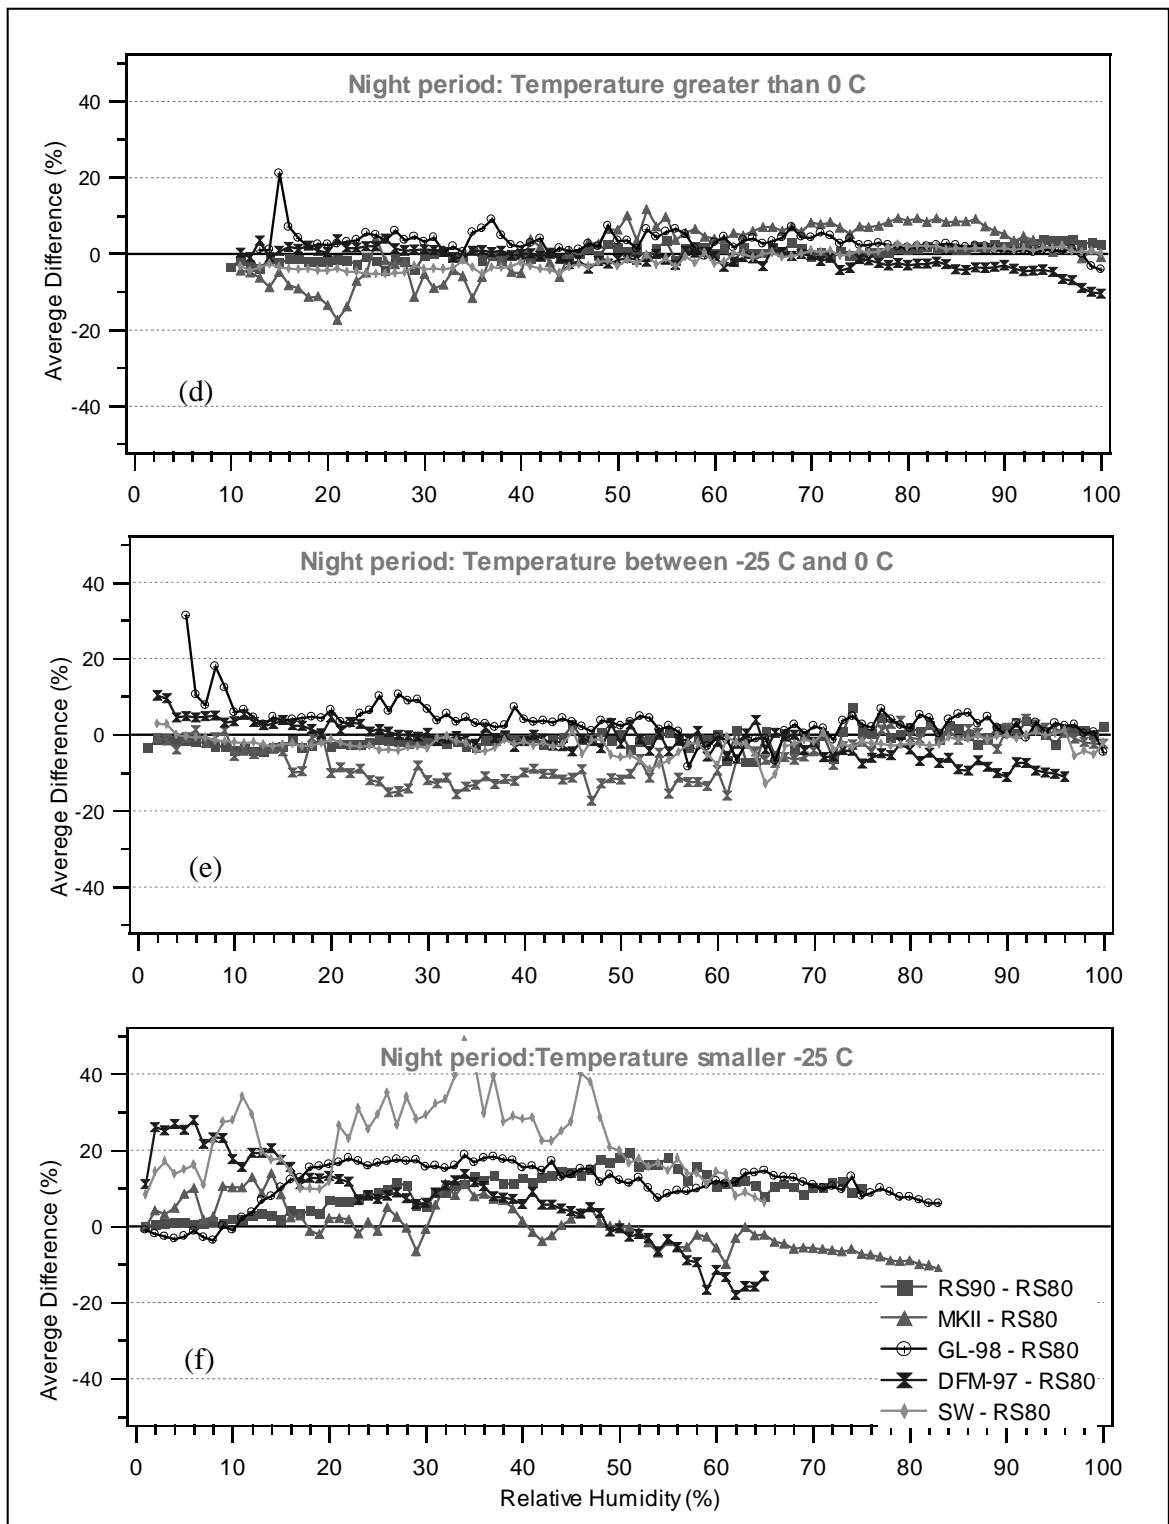 Night period: Temperature greater than 0 C
Averege Difference (%)
40
20
0
-20
-40
(d)
0 10 20 30 40 50 60 70 80 90 100
Night period: Temperature between -25 C and 0 C
Averege Difference (%)
40
20
0
-20
-40
(e)
0 10 20 30 40 50 60 70 80 90 100
Night period:Temperature smaller -25 C
Averege Difference (%)
40
20
0
-20
-40
(f)
RS90 - RS80
MKII - RS80
GL-98 - RS80
DFM-97 - RS80
SW - RS80
0 10 20 30 40 50 60 70 80 90 100
Relative Humidity (%)